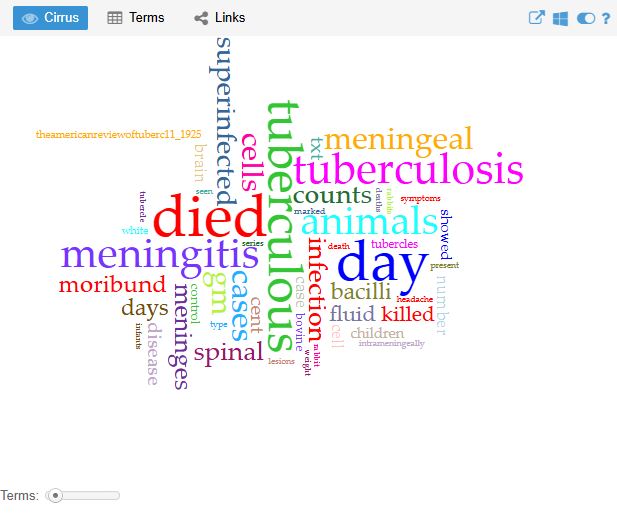 Cirrus
Terms
Links
?
superinfected
theamericanreviewoftuberc11_1925
brain
cells
tuberculous
txt
meningeal
tuberculosis
seen
counts
deaths
rabbits
symptoms
tubercle
died
marked
animals
showed
white
series
meningitis
infection
death
tubercles
day
present
moribund
gm
cases
case
bacilli
headache
number
days
meninges
control
type
cent
bovine
fluid
killed
infants
disease
spinal
cell
children
intrameningeally
rabbit
weight
lesions
Terms: